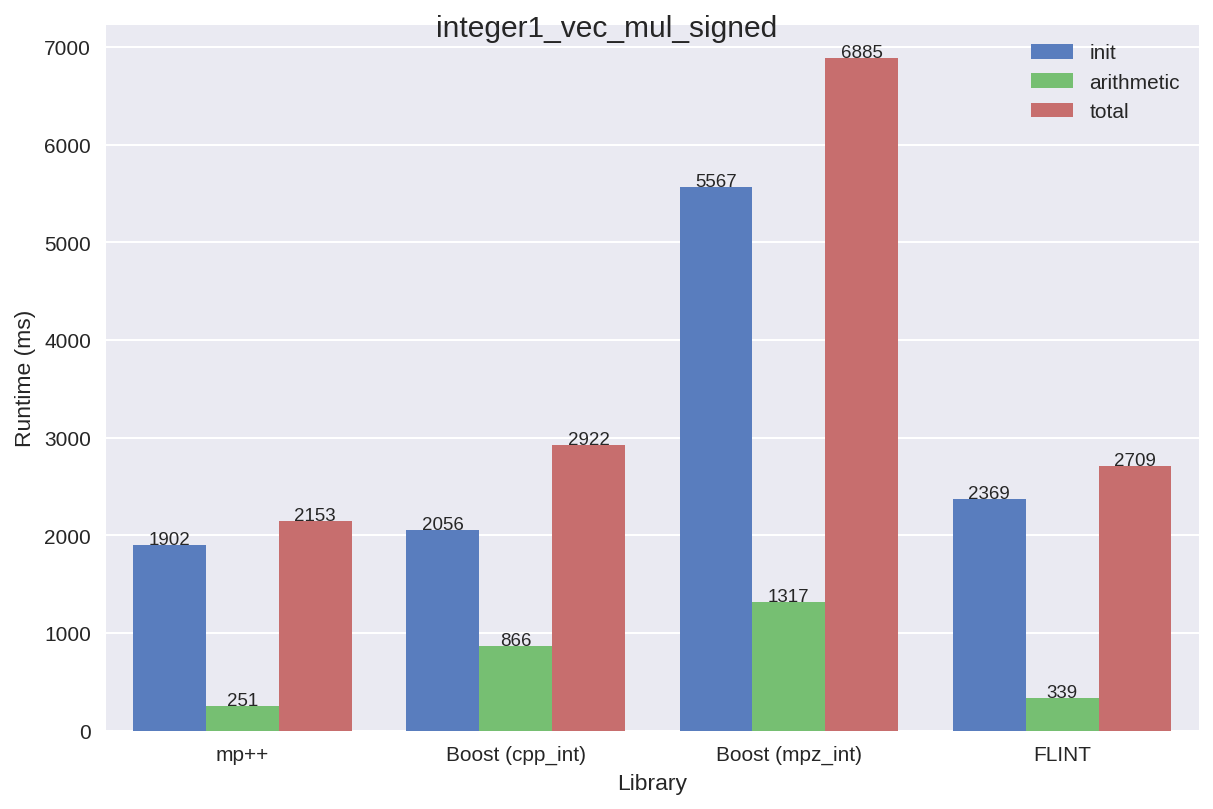 integer1_vec_mul_signed
init
arithmetic
total
Runtime (ms)
7000
6000
5000
4000
3000
2000
1000
0
1902
251
2153
2056
866
2922
5567
1317
6885
2369
339
2709
mp++
Boost (cpp_int)
Boost (mpz_int)
FLINT
Library